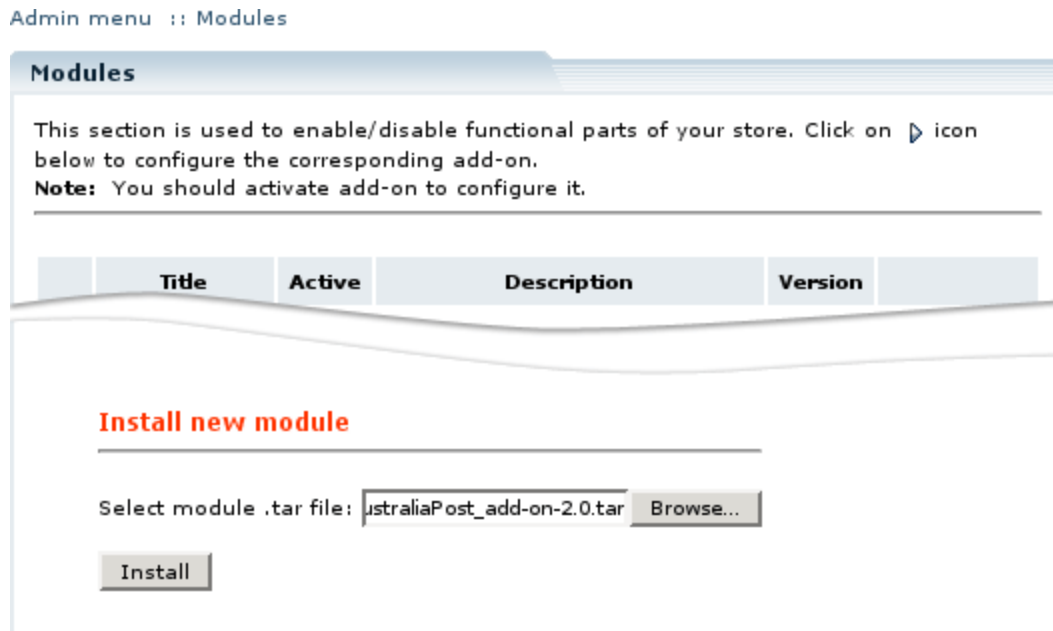 Admin menu :: Modules
Modules
This section is used to enable/disable functional parts of your store. Click on icon
below to configure the corresponding add-on.
Note: You should activate add-on to configure it.
Title Active Description Version
Install new module
Select module .tar file: ustraliaPost_add-on-2.0.tar Browse...
Install